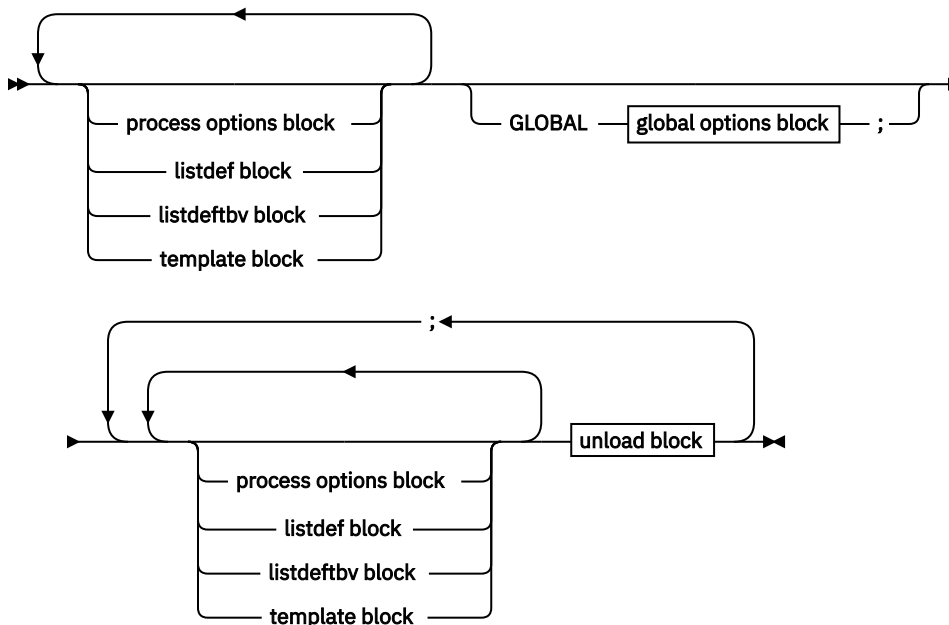 process options block
GLOBAL global options block ;
listdef block
listdeftbv block
template block
;
unload block
process options block
listdef block
listdeftbv block
template block